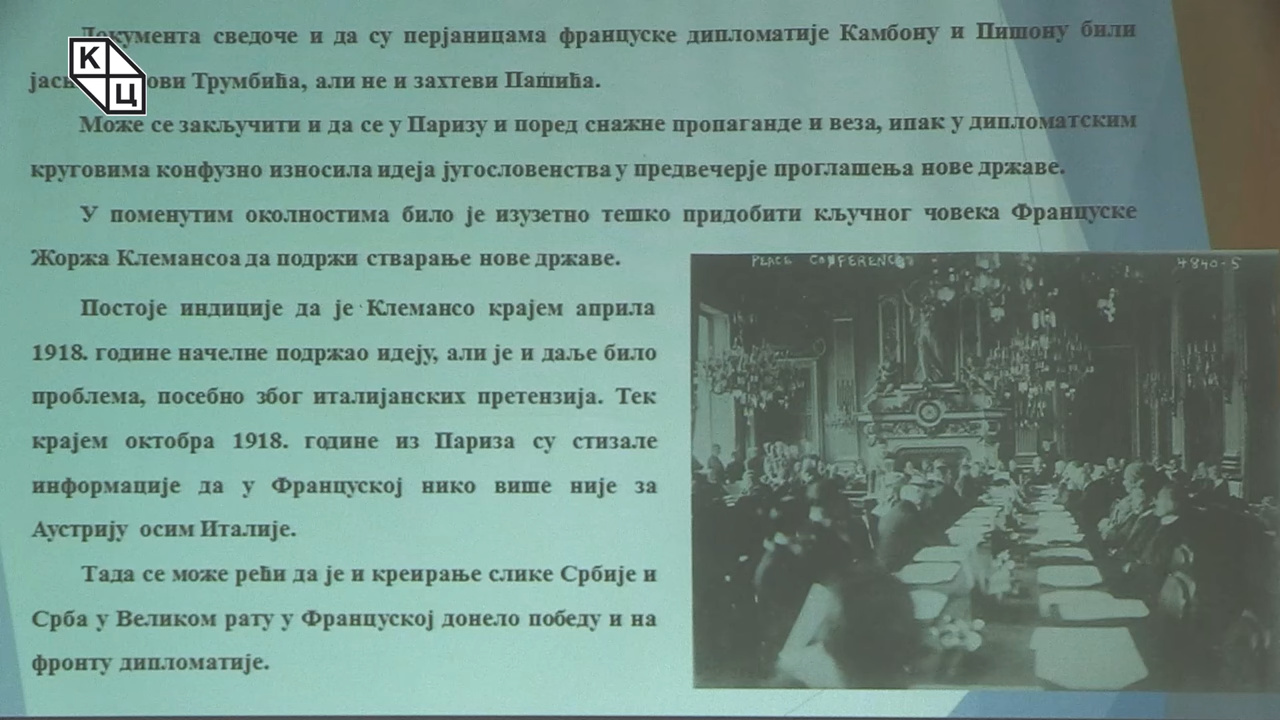 Документа сведоче и да су перјаницама француске дипломатије Камбону и Пишону били
Трумбића, али не и захтеви Пашића.
К
Ц
Може се закључити и да се у Паризу и поред снажне пропаганде и веза, ипак у дипломатским
круговима конфузно износила идеја југословенства у предвечерје проглашења нове државе.
У поменутим околностима било је изузетно тешко придобити кључног човека Француске
Жоржа Клемансоа да подржи стварање нове државе.
PEACE CONFERENCE
4840-5
Постоје индиције да је Клемансо крајем априла
1918. године начелне подржао идеју, али је и даље било
проблема, посебно због италијанских претензија. Тек
крајем октобра 1918. године из Париза су стизале
информације да у Француској нико више није за
Аустрију осим Италије.
Тада се може рећи да је и креирање слике Србије и
Срба у Великом рату у Француској донело победу и на
фронту дипломатије.